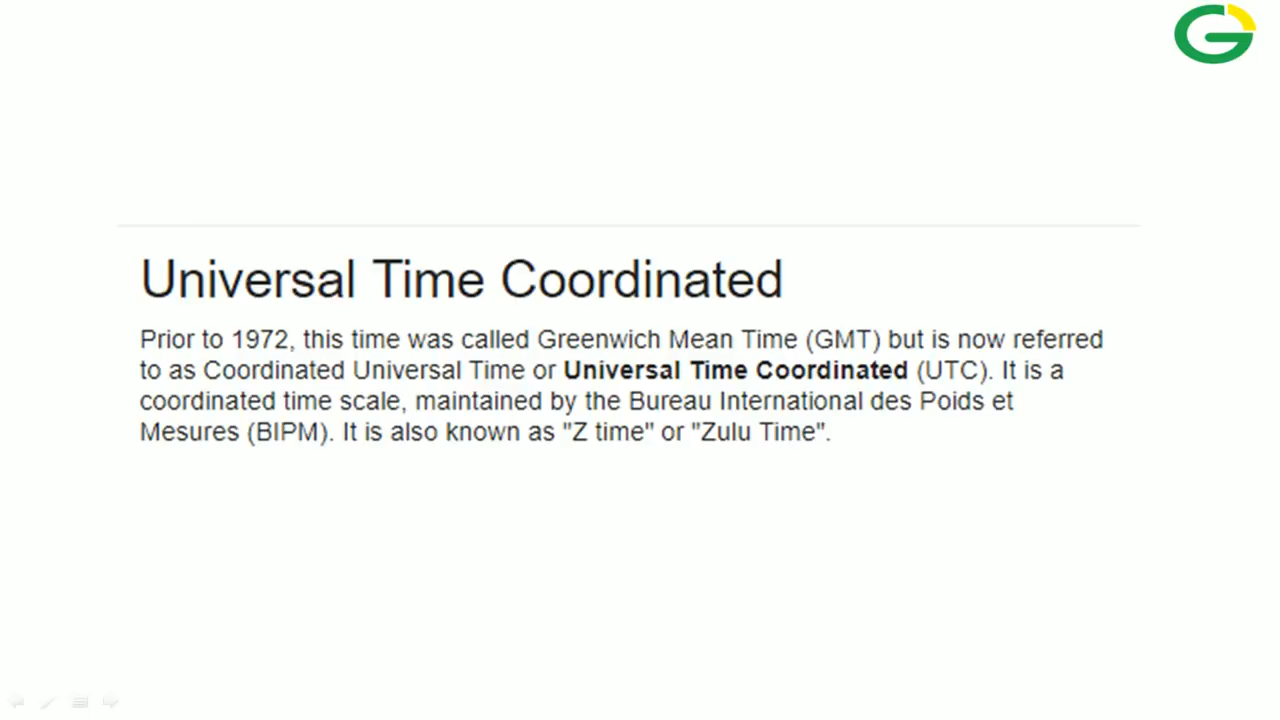 Universal Time Coordinated
Prior to 1972, this time was called Greenwich Mean Time (GMT) but is now referred
to as Coordinated Universal Time or Universal Time Coordinated (UTC). It is a
coordinated time scale, maintained by the Bureau International des Poids et
Mesures (BIPM). It is also known as "Z time" or "Zulu Time".